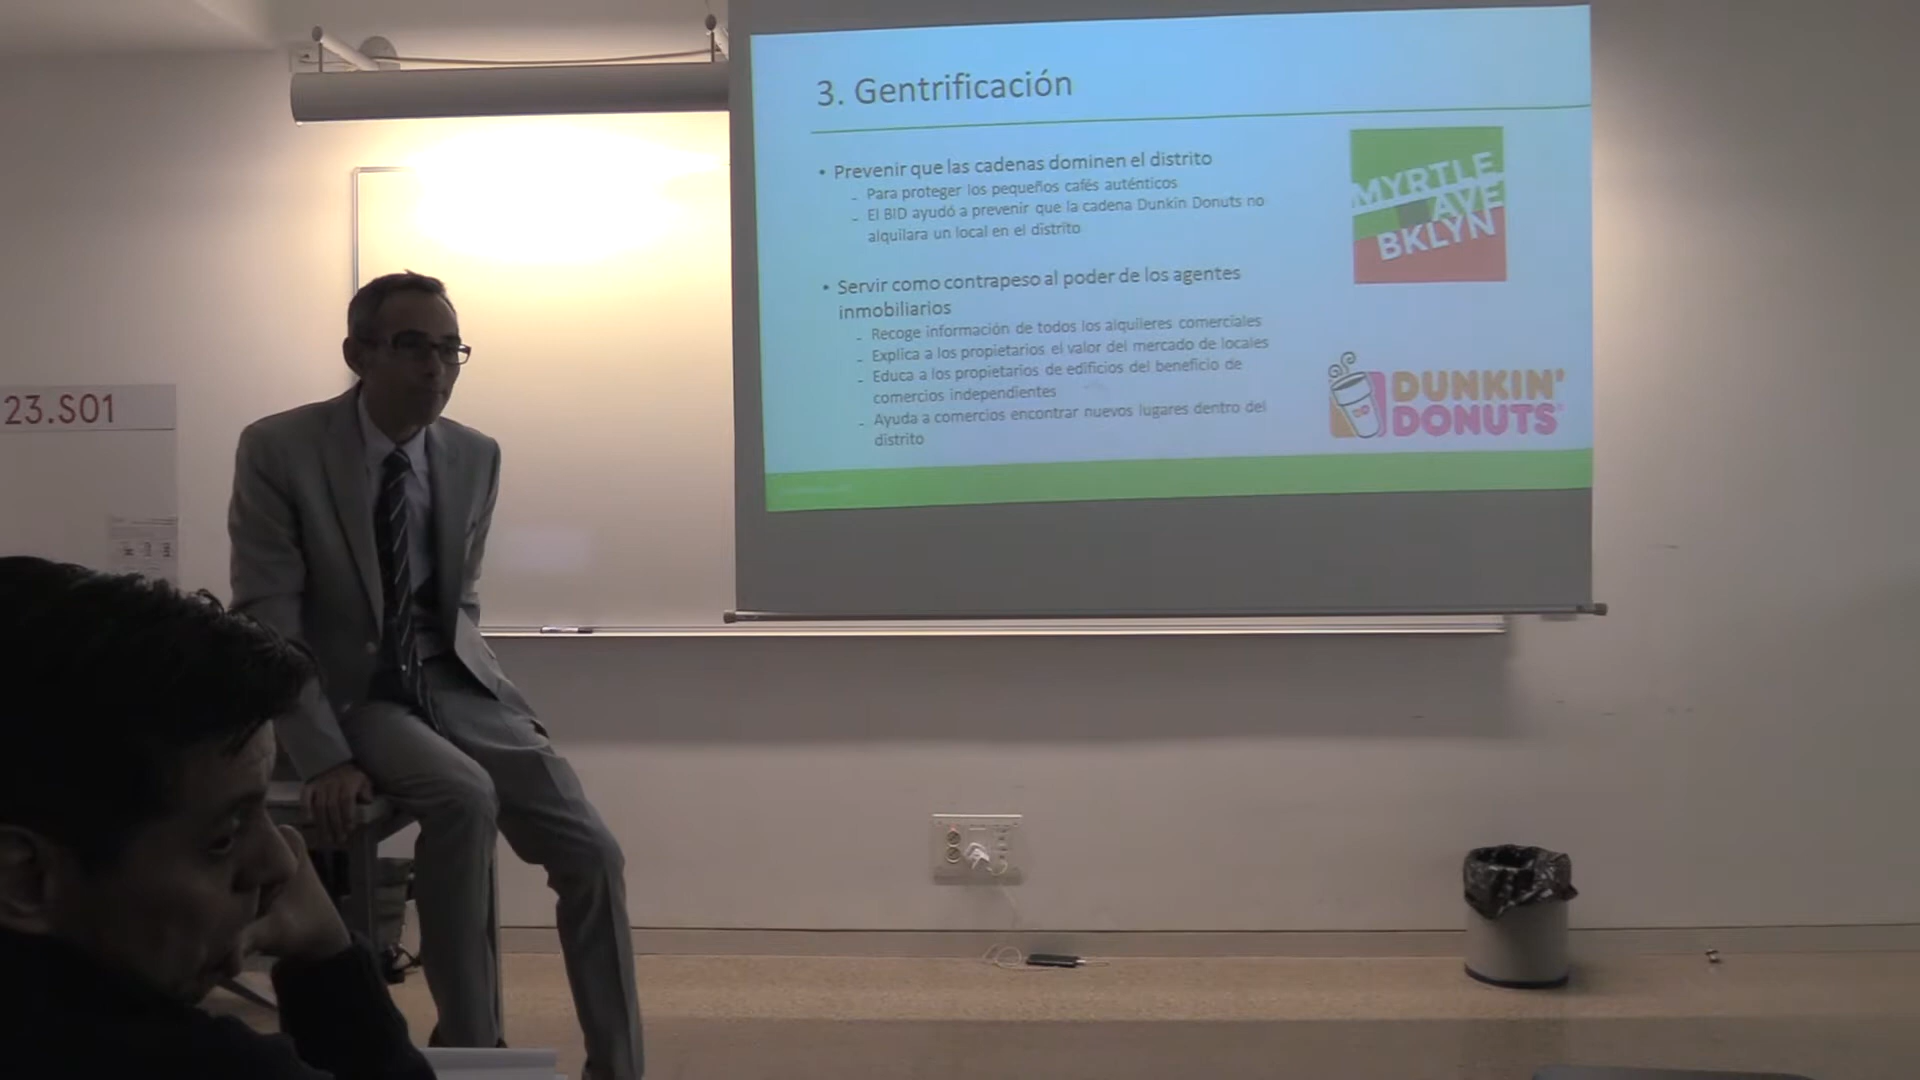 3. Gentrificación
• Prevenir que las cadenas dominen el distrito
- Para proteger los pequeños cafés auténticos
- El BID ayudó a prevenir que la cadena Dunkin Donuts no
alquilara un local en el distrito
• Servir como contrapeso al poder de los agentes
inmobiliarios
- Recoge información de todos los alquileres comerciales
- Explica a los propietarios el valor del mercado de locales
- Educa a los propietarios de edificios del beneficio de
comercios independientes
- Ayuda a comercios encontrar nuevos lugares dentro del
distrito
MYRTLE
AVE
BKLYN
DUNKIN'
DONUTS
23.S01